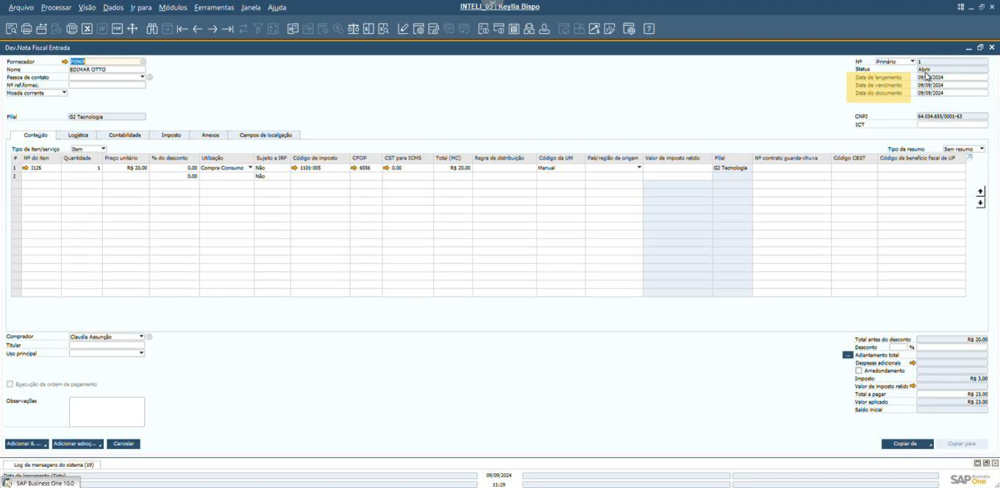 Arquivo Processar Visão Dados Ir para Módulos Ferramentas Janela Ajuda
INTELI_05 | Keylla Bispo
Dev.Nota Fiscal Entrada
Fornecedor F0969
Nome EDIMAR OTTO
Pessoa de contato
Nº ref.fornec.
Moeda corrente
Filial G2 Tecnologia
Nº Primário 1
Status Abrir
Data de lançamento 09/09/2024
Data de vencimento 09/09/2024
Data do documento 09/09/2024
CNPJ 64.034.655/0001-63
ICT
Conteúdo Logística Contabilidade Imposto Anexos Campos de localização
Tipo de item/serviço Item Tipo de resumo Sem resumo
# Nº do item Quantidade Preço unitário % do desconto Utilização Sujeito a IRF Código de imposto CFOP CST para ICMS Total (MC) Regra de distribuição Código da UM País/região de origem Valor de imposto retido Filial Nº contrato guarda-chuva Código CEST Código de benefício fiscal de UF
1 I126 1 R$ 20,00 0.00 Compra Consumo Não 1101-005 6556 0.00 R$ 20,00 Manual G2 Tecnologia
2 0.00 Não
Comprador Claudia Assunção
Titular
Uso principal
Execução da ordem de pagamento
Observações
Total antes do desconto R$ 20,00
Desconto %
... Adiantamento total
Despesas adicionais
Arredondamento
Imposto R$ 3,00
Valor de imposto retido
Total a pagar R$ 23,00
Valor aplicado R$ 23,00
Saldo inicial
Adicionar & ... Adicionar esboç... Cancelar Copiar de Copiar para
Log de mensagens do sistema (19)
Data de lançamento (Date) 09/09/2024
SAP Business One 10.0 11:29
SAP Business One